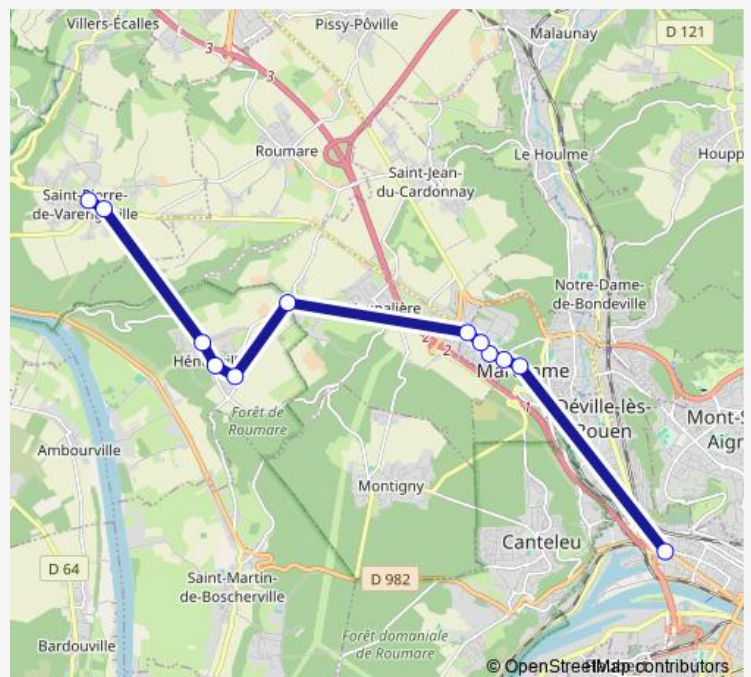 Villers-Écalles
Pissy-Pôville
Malaunay
D 121
3
3
Roumare
Le Houlme
Houpp
Saint-Jean-
du-Cardonnay
Saint-Pierre-
de-Varengeville
Notre-Dame-
de-Bondeville
2
2
Forêt de
Roumare
1
Déville-lès-
Rouen
Mont-S
Aign
Ambourville
Montigny
Canteleu
D 64
Saint-Martin-
de-Boscherville
D 982
Forêt domaniale
de Roumare
Bardouville
© OpenStreetMap contributors